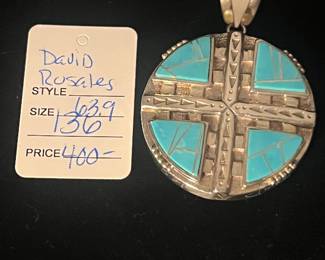 David
Rosales
STYLE
63.9
SIZE 136
PRICE 400-